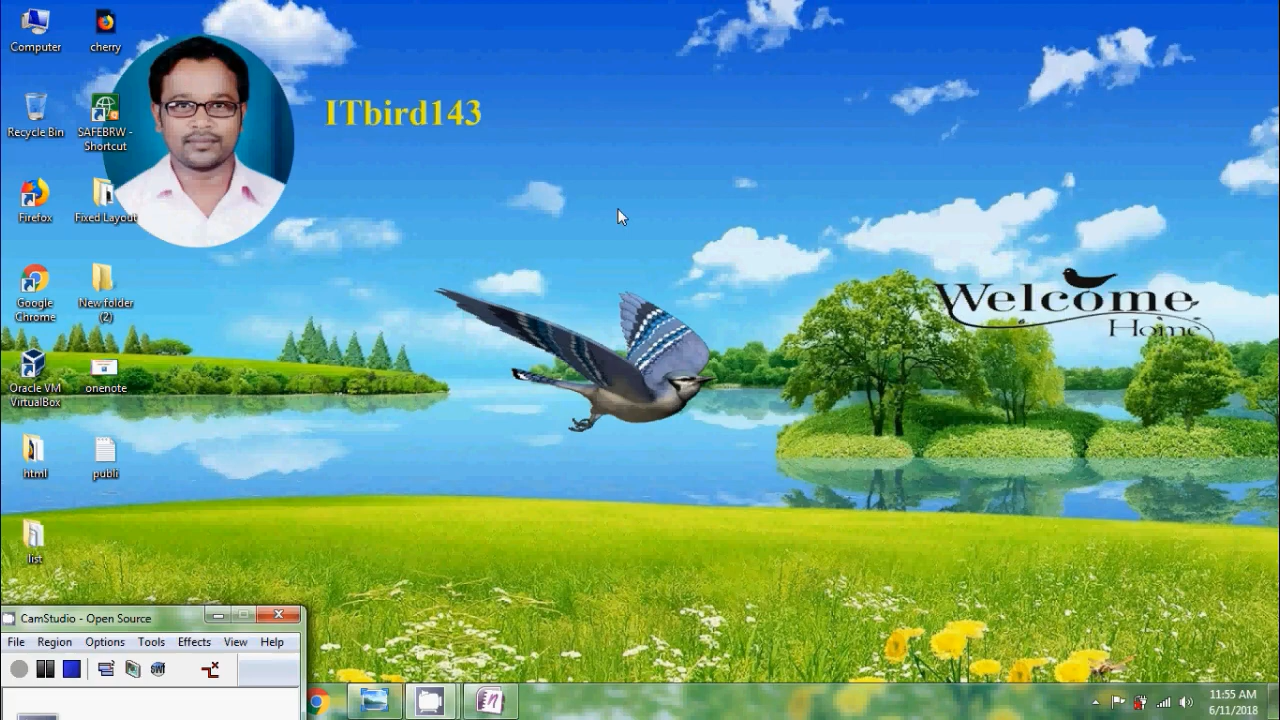 Computer
cherry
ITbird143
Recycle Bin
SAFEBRW -
Shortcut
Firefox
Fixed Layout
Google
Chrome
New folder
(2)
Welcome
Home
Oracle VM
VirtualBox
onenote
html
publi
list
CamStudio - Open Source
File Region Options Tools Effects View Help
11:55 AM
6/11/2018